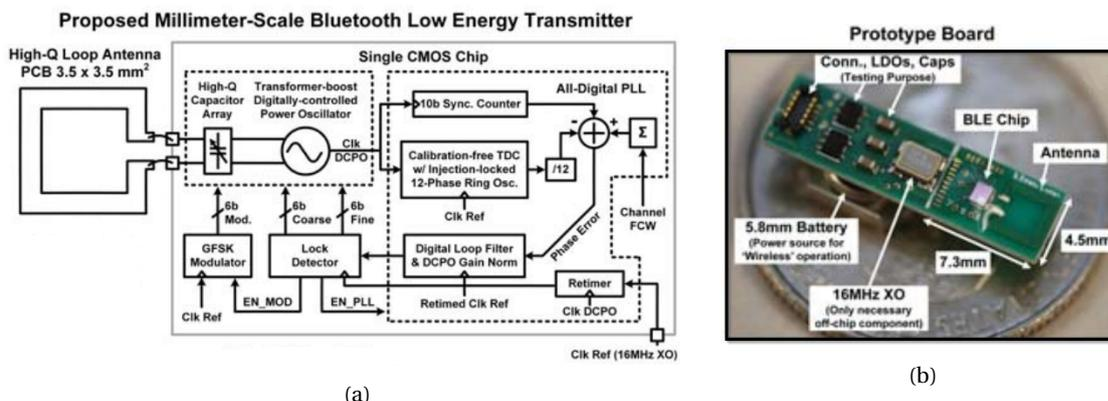 Proposed Millimeter-Scale Bluetooth Low Energy Transmitter
High-Q Loop Antenna
PCB 3.5 x 3.5 mm²
Single CMOS Chip
High-Q
Capacitor
Array
Transformer-boost
Digitally-controlled
Power Oscillator
Clk
DCPO
All-Digital PLL
10b Sync. Counter
-
+
Σ
Calibration-free TDC
w/ Injection-locked
12-Phase Ring Osc.
/12
Clk Ref
Channel
FCW
Phase Error
6b
Mod.
6b
Coarse
6b
Fine
GFSK
Modulator
Lock
Detector
Digital Loop Filter
& DCPO Gain Norm
Retimer
Clk Ref
EN_MOD
EN_PLL
Retimed Clk Ref
Clk DCPO
Clk Ref (16MHz XO)
(a)
Prototype Board
Conn., LDOs, Caps
(Testing Purpose)
BLE Chip
Antenna
5.8mm Battery
(Power source for
'Wireless' operation)
7.3mm
4.5mm
16MHz XO
(Only necessary
off-chip component)
(b)